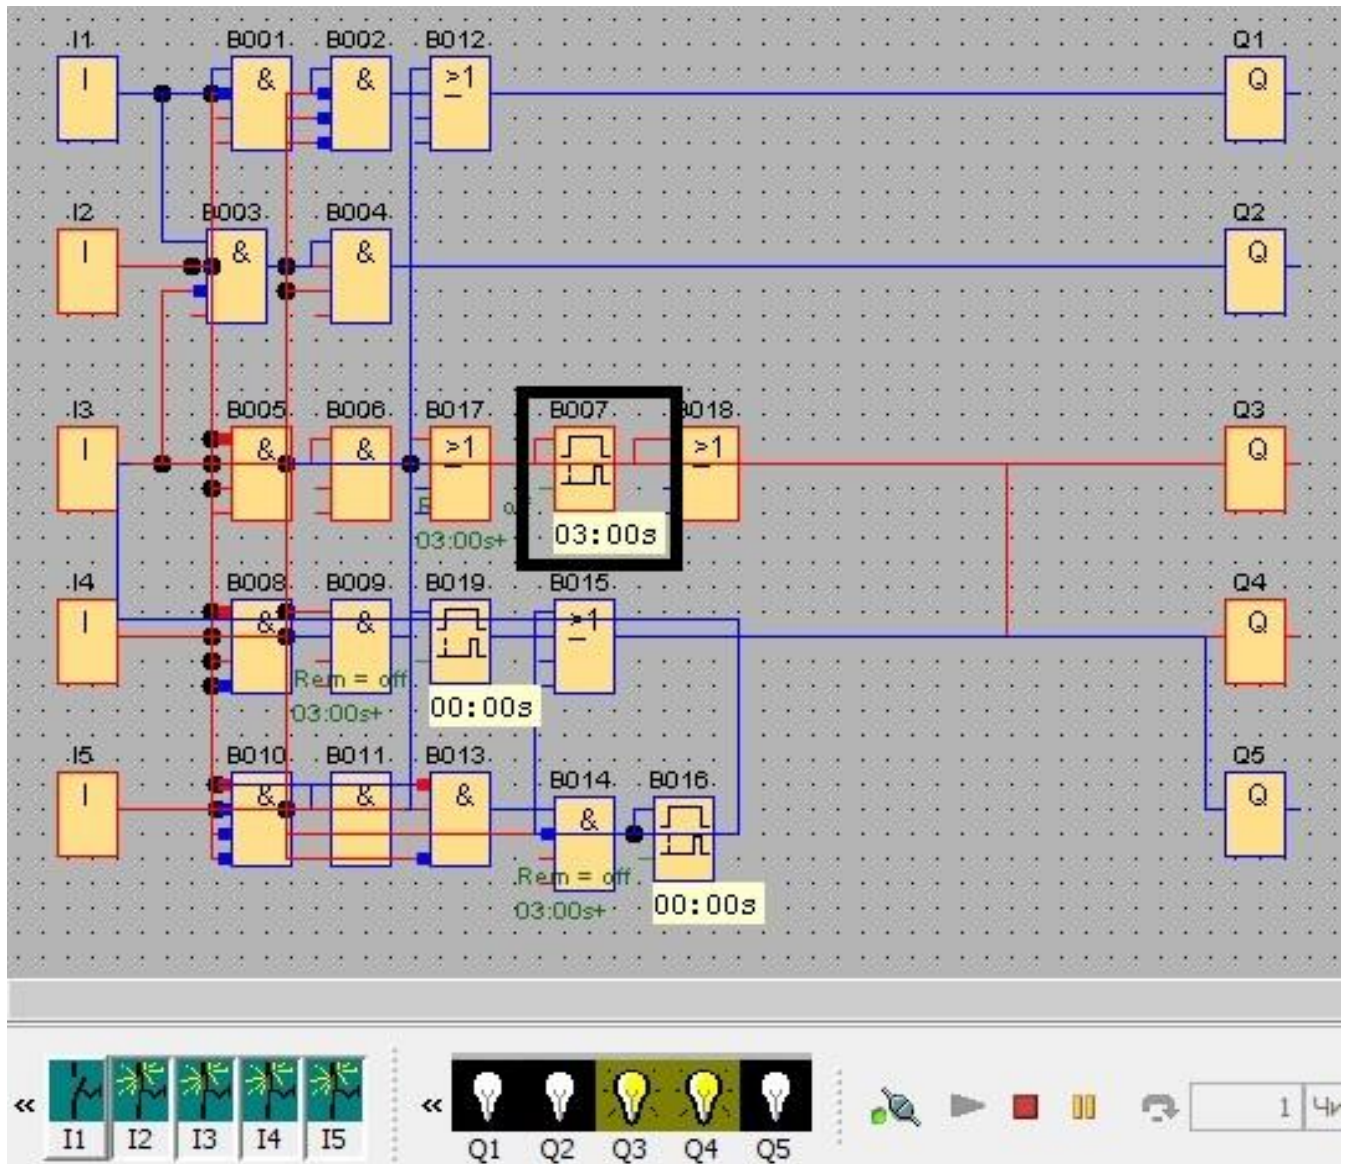 I1 B001 B002 B012 Q1
I & & ≥1 Q
I2 B003 B004 Q2
I & & Q
I3 B005 B006 B017 B007 B018 Q3
I & & ≥1 ≥1 Q
03:00s+ 03:00s
I4 B008 B009 B019 B015 Q4
I & & ≥1 Q
Rem = off
03:00s+ 00:00s
I5 B010 B011 B013 B014 B016 Q5
I & & & & Q
Rem = off
03:00s+ 00:00s
« I1 I2 I3 I4 I5 « Q1 Q2 Q3 Q4 Q5 1